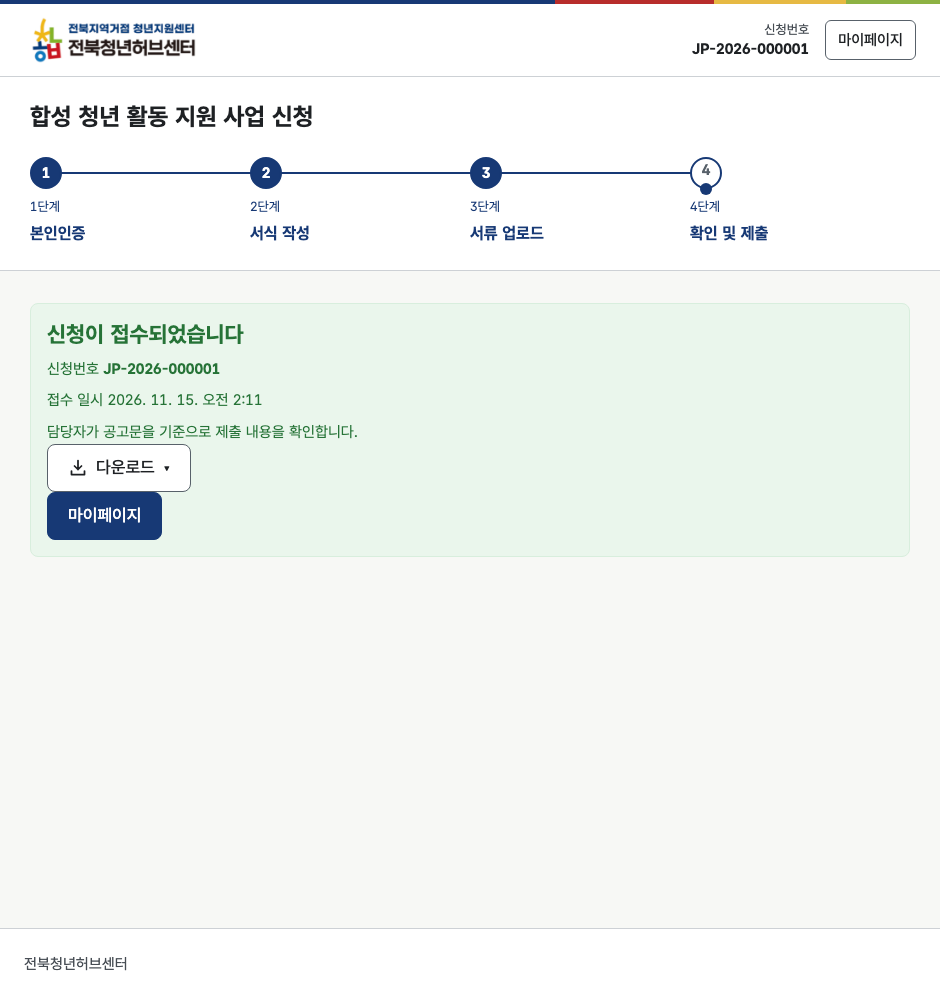 전북지역거점 청년지원센터
전북청년허브센터
신청번호
JP-2026-000001
마이페이지
합성 청년 활동 지원 사업 신청
1
2
3
4
1단계
2단계
3단계
4단계
본인인증
서식 작성
서류 업로드
확인 및 제출
신청이 접수되었습니다
신청번호 JP-2026-000001
접수 일시 2026. 11. 15. 오전 2:11
담당자가 공고문을 기준으로 제출 내용을 확인합니다.
다운로드 ▾
마이페이지
전북청년허브센터